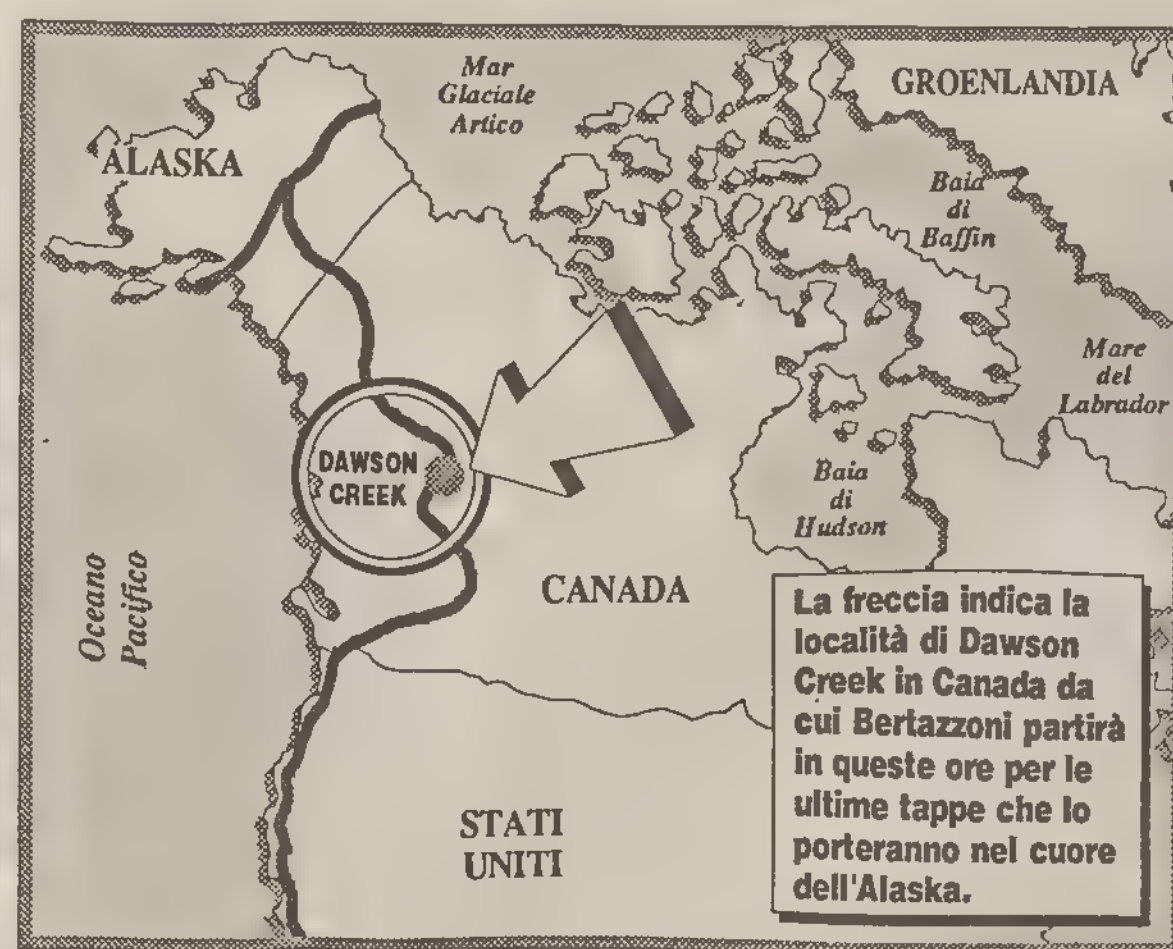 Mar
Glaciale
Artico
GROENLANDIA
ALASKA
Baia
di
Baffin
Mare
del
Labrador
DAWSON
CREEK
Baia
di
Hudson
Oceano
Pacifico
CANADA
La freccia indica la
località di Dawson
Creek in Canada da
cui Bertazzoni partirà
in queste ore per le
ultime tappe che lo
porteranno nel cuore
dell'Alaska.
STATI
UNITI